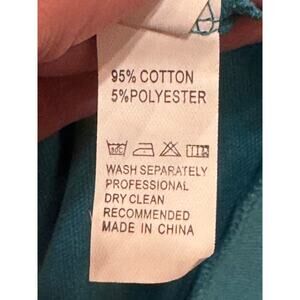 95% COTTON
5%POLYESTER
WASH SEPARATELY
PROFESSIONAL
DRY CLEAN
RECOMMENDED
MADE IN CHINA